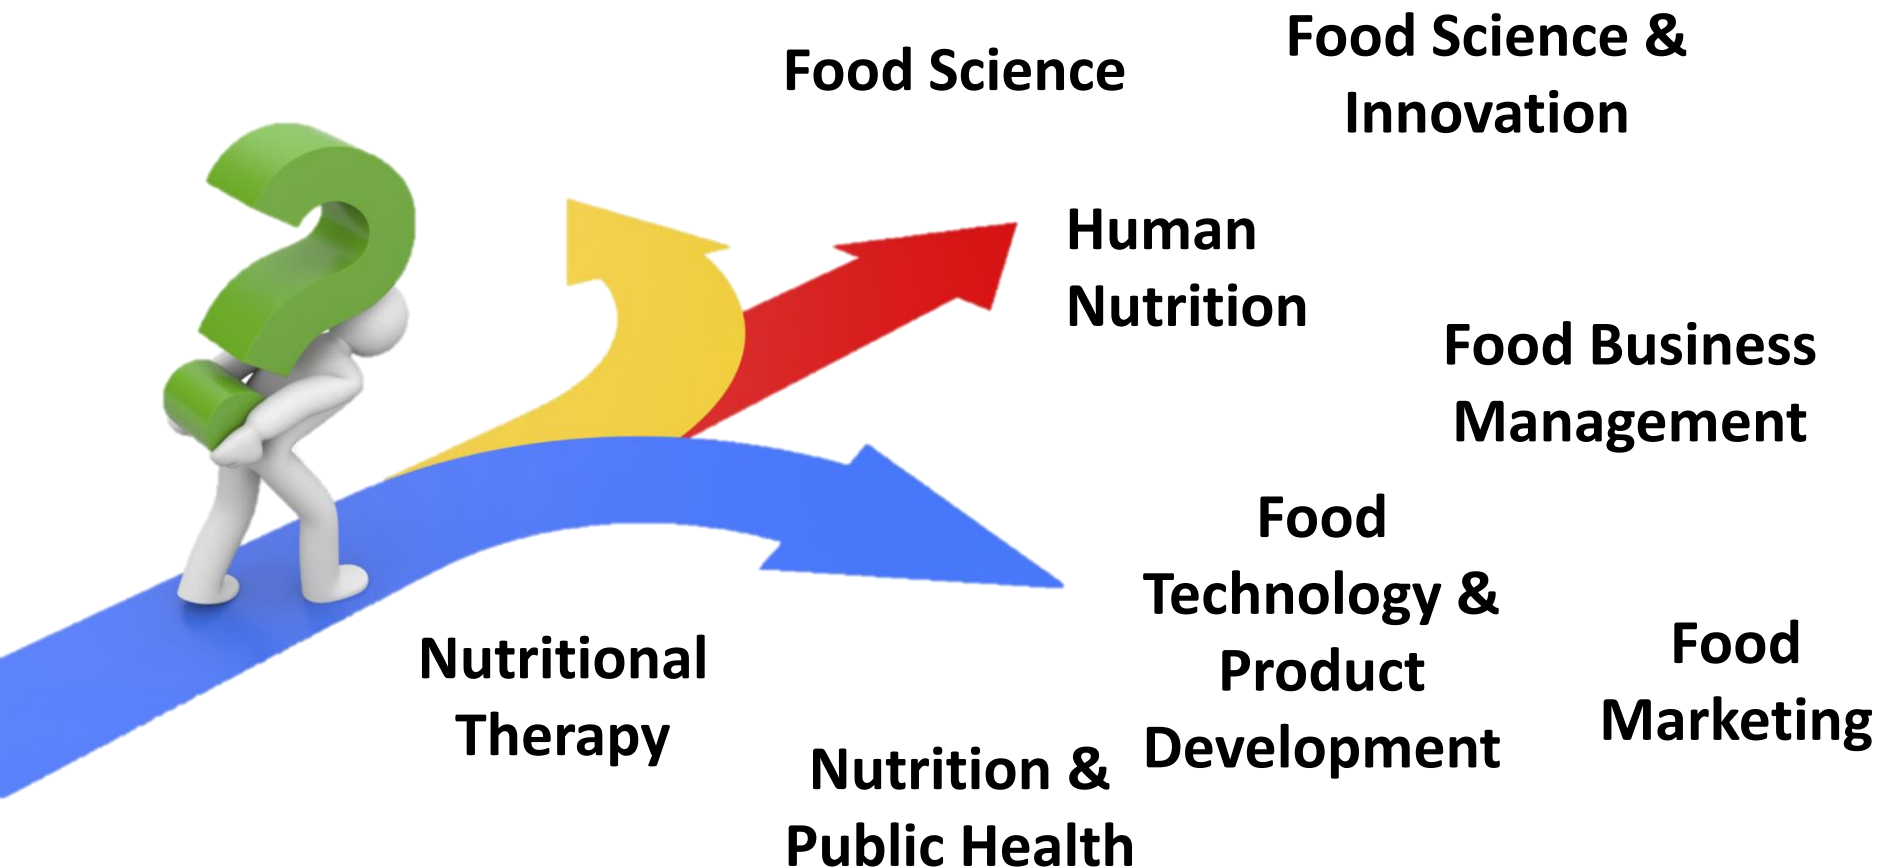 Food Science
Food Science &
Innovation
Human
Nutrition
Food Business
Management
Food
Technology &
Product
Development
Food
Marketing
Nutritional
Therapy
Nutrition &
Public Health